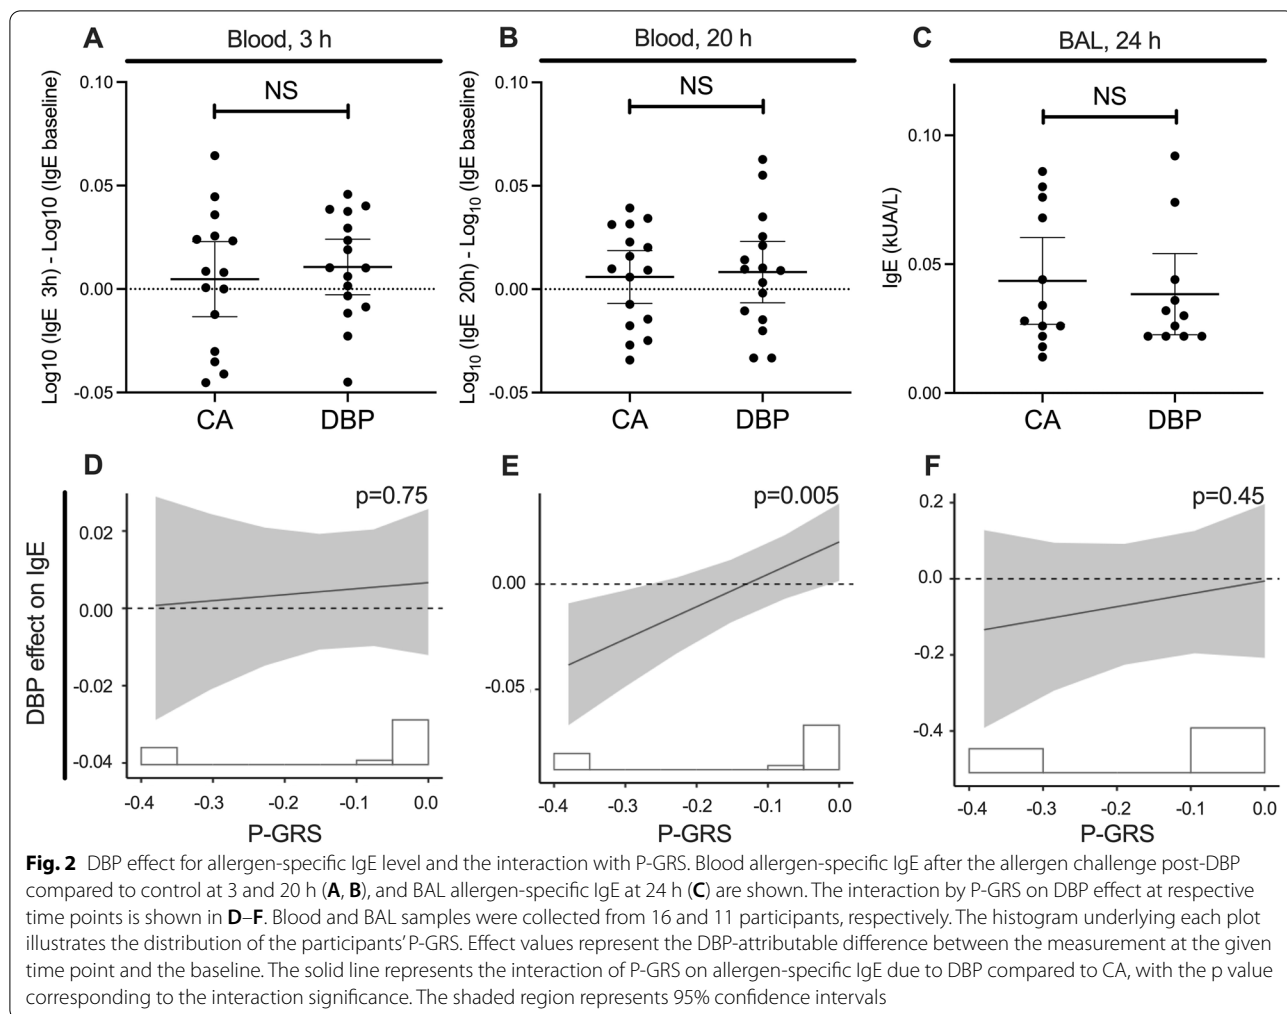 A
Blood, 3 h
Log10 (IgE 3h) - Log10 (IgE baseline)
0.10
0.05
0.00
-0.05
NS
CA
DBP
B
Blood, 20 h
Log10 (IgE 20h) - Log10 (IgE baseline)
0.10
0.05
0.00
-0.05
NS
CA
DBP
C
BAL, 24 h
IgE (kUA/L)
0.10
0.05
0.00
NS
CA
DBP
DBP effect on IgE
D
p=0.75
0.02
0.00
-0.02
-0.04
-0.4 -0.3 -0.2 -0.1 0.0
P-GRS
E
p=0.005
0.00
-0.05
-0.4 -0.3 -0.2 -0.1 0.0
P-GRS
F
p=0.45
0.2
0.0
-0.2
-0.4
-0.4 -0.3 -0.2 -0.1 0.0
P-GRS
Fig. 2 DBP effect for allergen-specific IgE level and the interaction with P-GRS. Blood allergen-specific IgE after the allergen challenge post-DBP
compared to control at 3 and 20 h (A, B), and BAL allergen-specific IgE at 24 h (C) are shown. The interaction by P-GRS on DBP effect at respective
time points is shown in D–F. Blood and BAL samples were collected from 16 and 11 participants, respectively. The histogram underlying each plot
illustrates the distribution of the participants' P-GRS. Effect values represent the DBP-attributable difference between the measurement at the given
time point and the baseline. The solid line represents the interaction of P-GRS on allergen-specific IgE due to DBP compared to CA, with the p value
corresponding to the interaction significance. The shaded region represents 95% confidence intervals